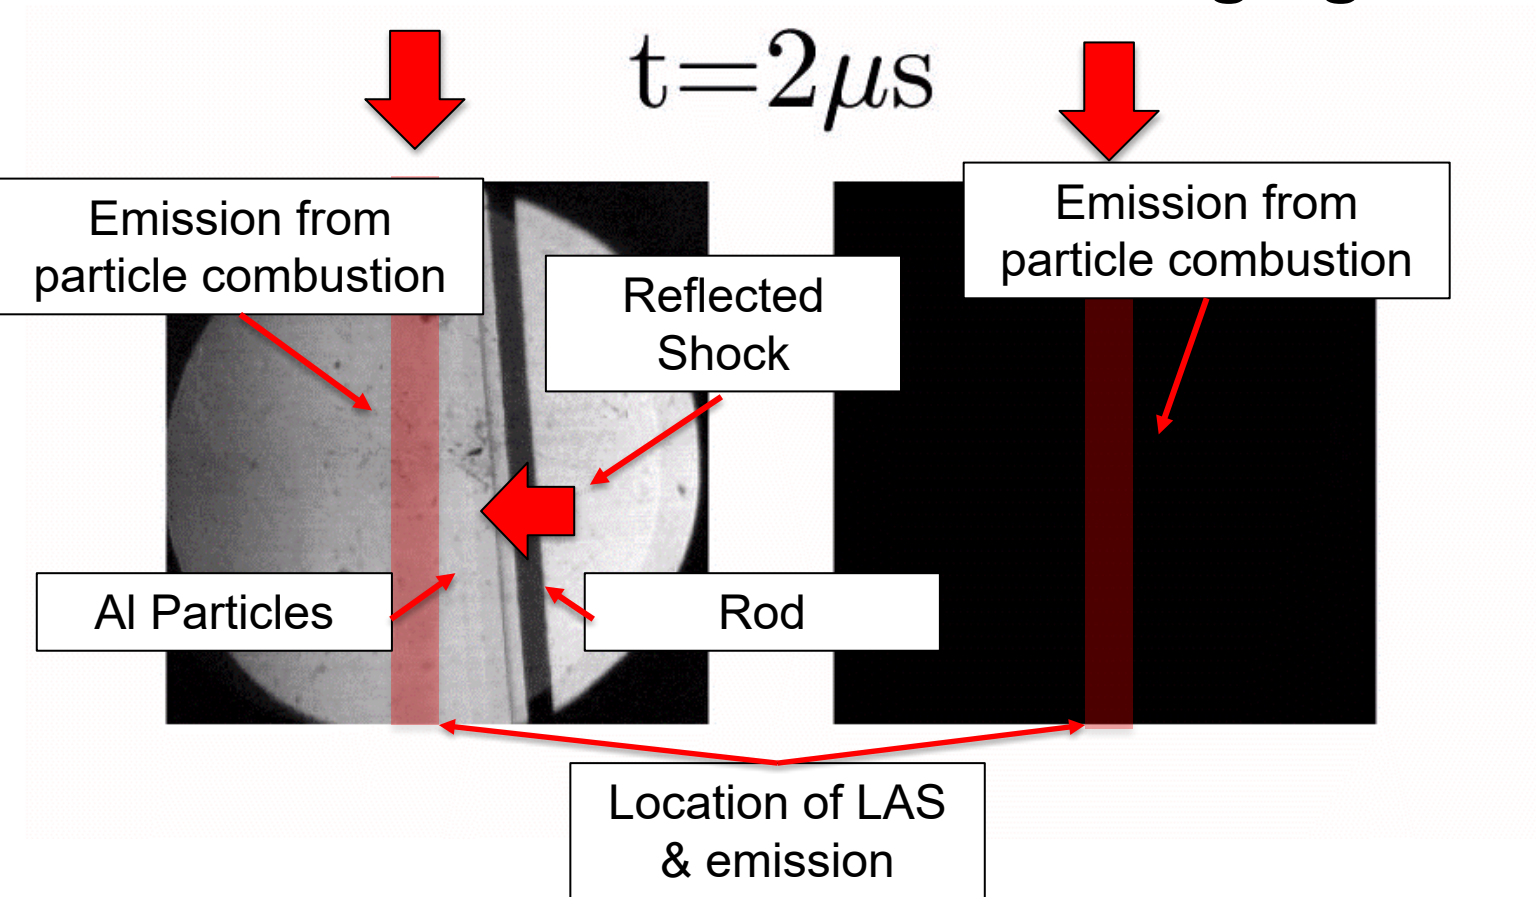 t=2μs
Emission from
particle combustion
Emission from
particle combustion
Reflected
Shock
Al Particles
Rod
Location of LAS
& emission